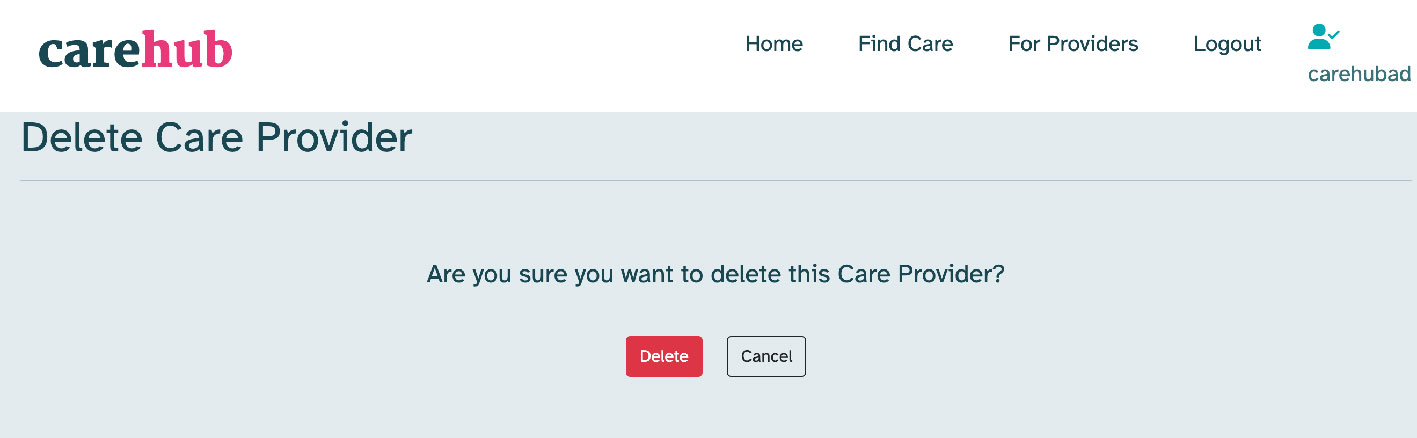 carehub
Home Find Care For Providers Logout
carehubad
Delete Care Provider
Are you sure you want to delete this Care Provider?
Delete Cancel